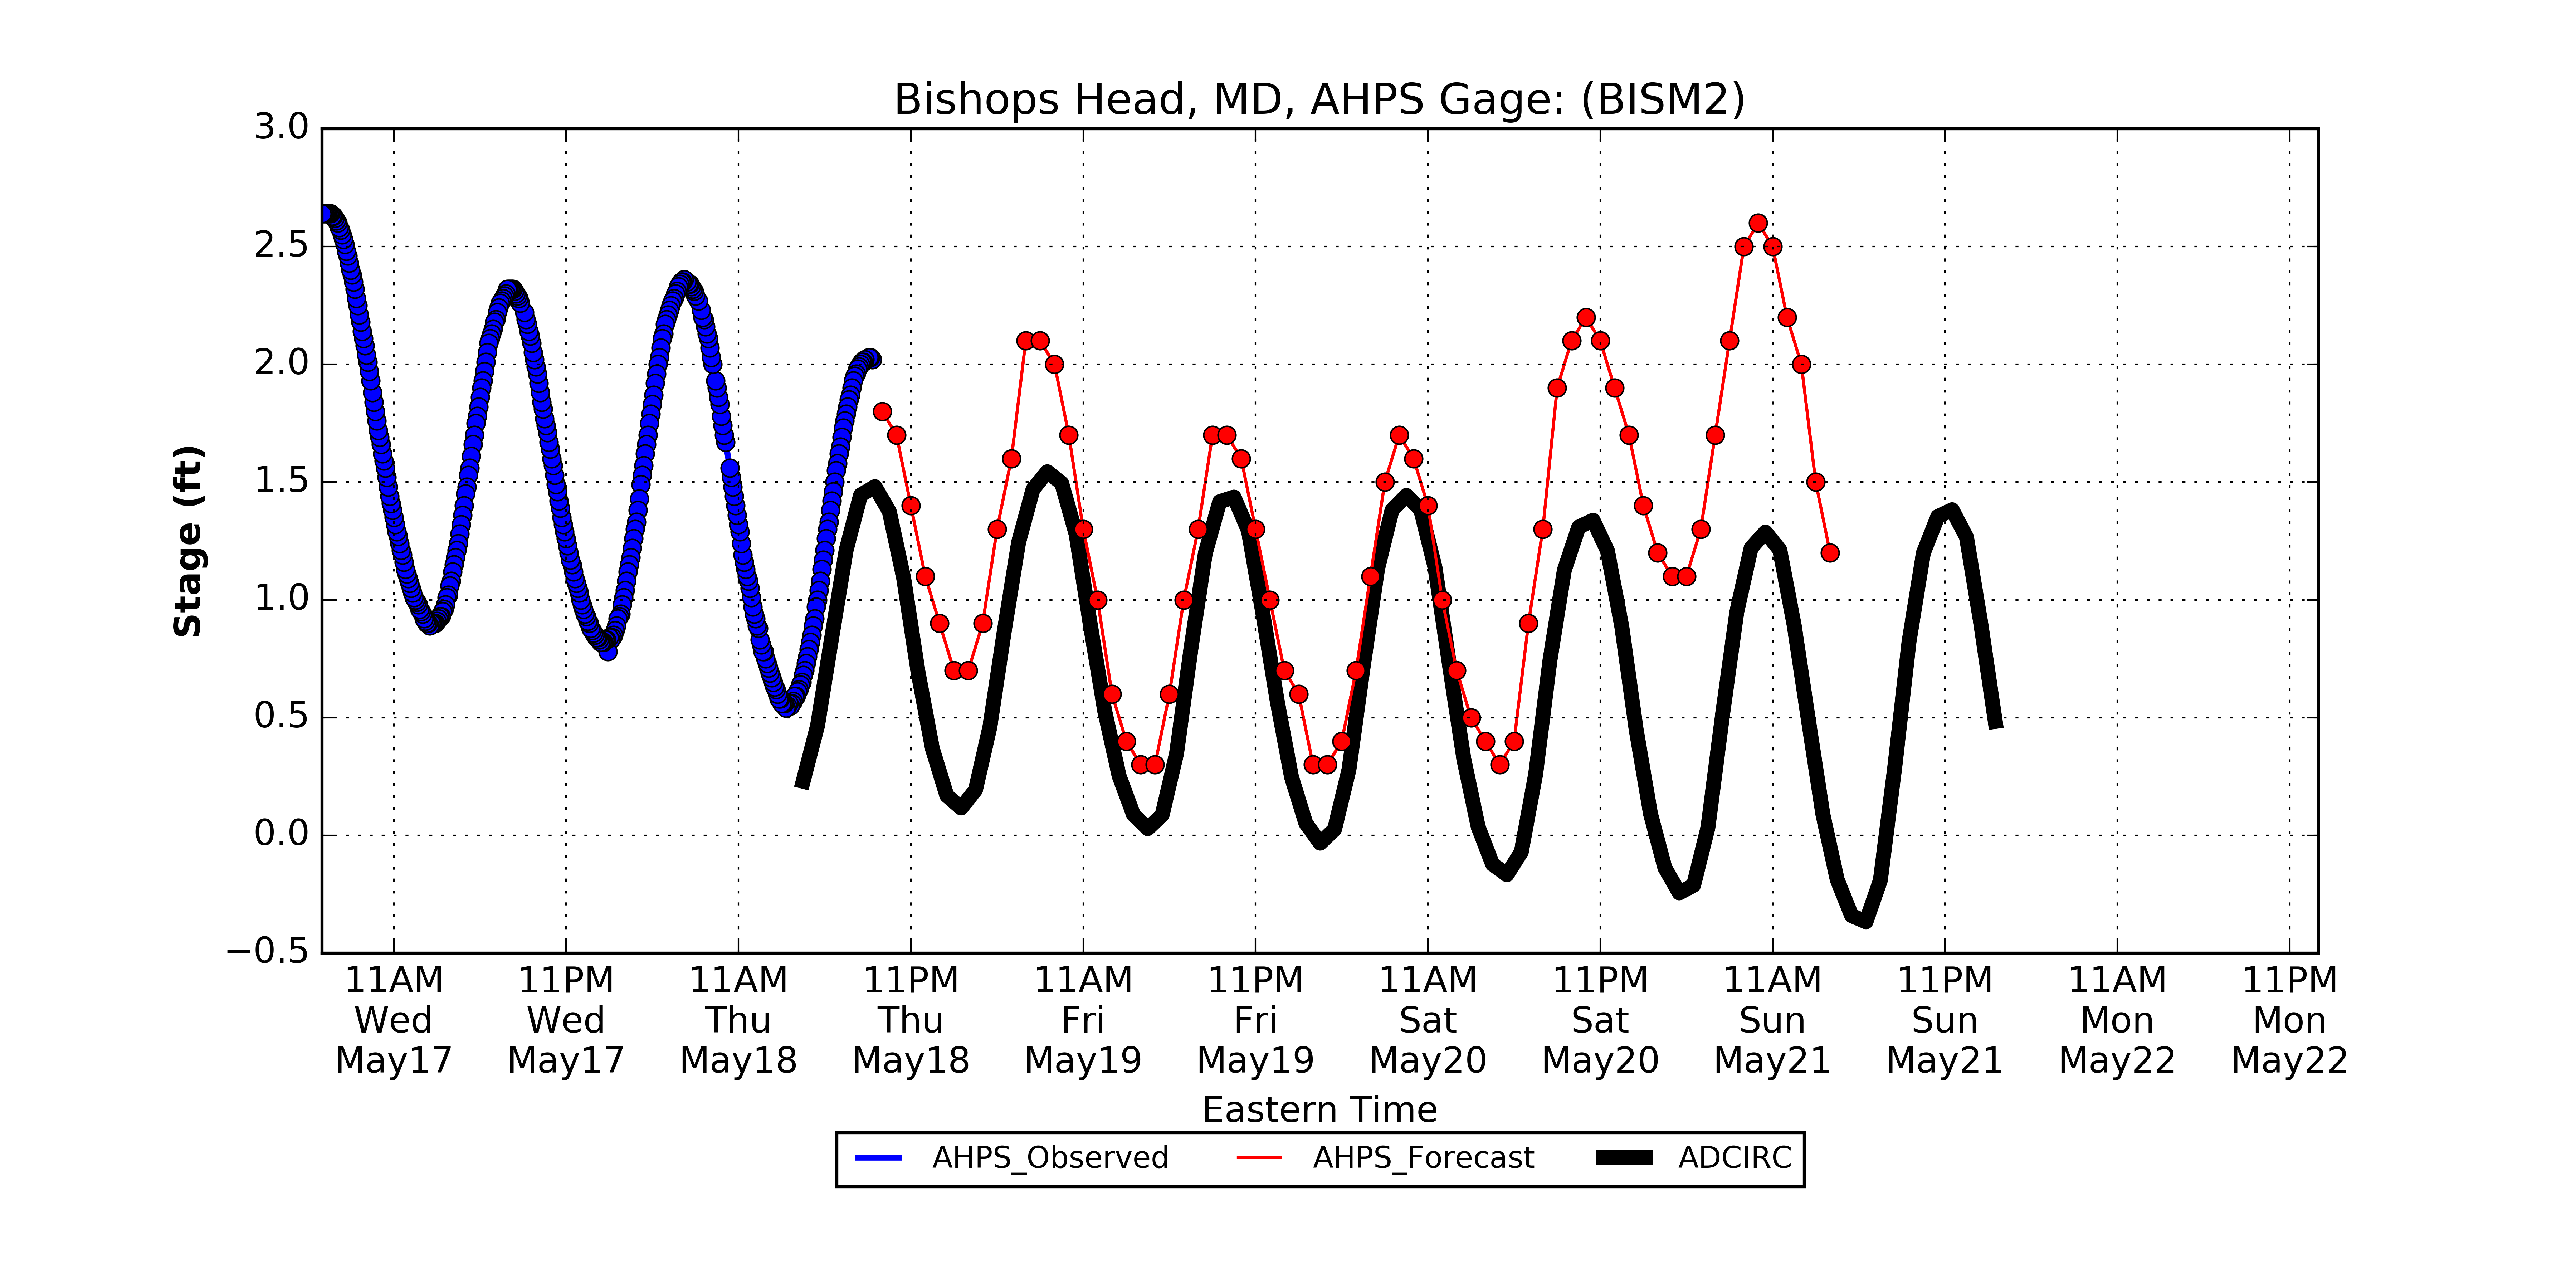 Bishops Head, MD, AHPS Gage: (BISM2)
3.0
2.5
2.0
1.5
1.0
0.5
0.0
−0.5
Stage (ft)
11AM 11PM 11AM 11PM 11AM 11PM 11AM 11PM 11AM 11PM 11AM 11PM
Wed Wed Thu Thu Fri Fri Sat Sat Sun Sun Mon Mon
May17 May17 May18 May18 May19 May19 May20 May20 May21 May21 May22 May22
Eastern Time
AHPS_Observed AHPS_Forecast ADCIRC